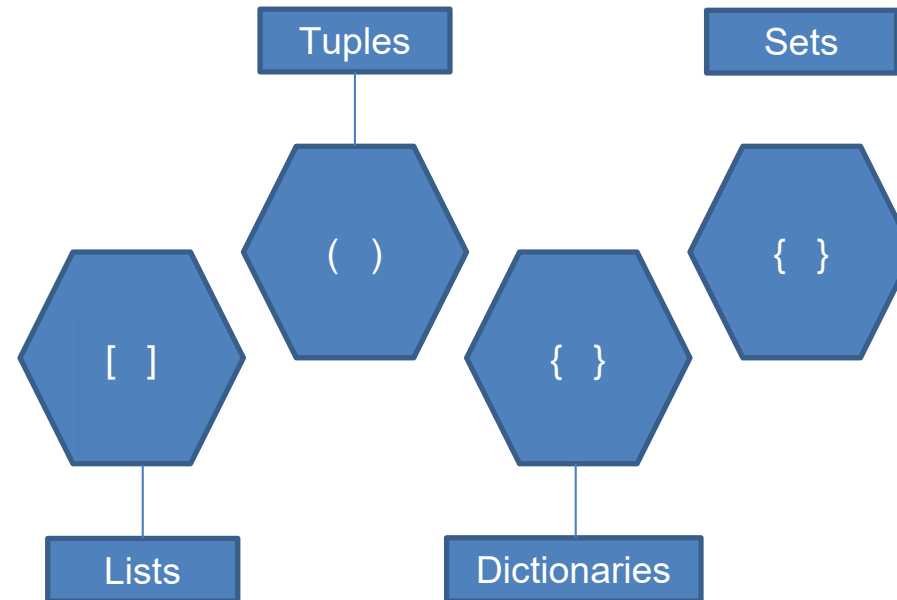 Tuples
Sets
( )
{ }
[ ]
{ }
Lists
Dictionaries